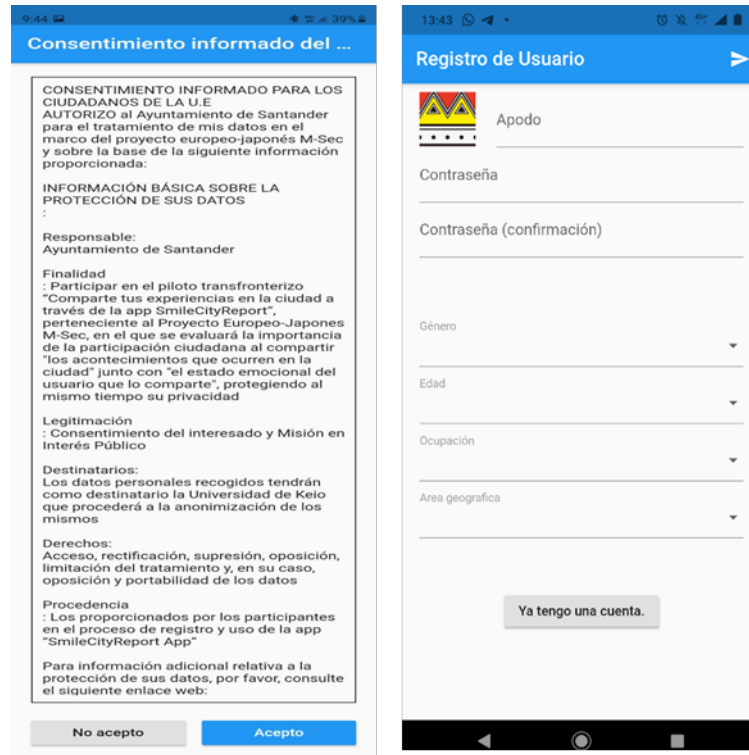 9:44
39%
Consentimiento informado del ...
CONSENTIMIENTO INFORMADO PARA LOS
CIUDADANOS DE LA U.E
AUTORIZO al Ayuntamiento de Santander
para el tratamiento de mis datos en el
marco del proyecto europeo-japonés M-Sec
y sobre la base de la siguiente información
proporcionada:
INFORMACIÓN BÁSICA SOBRE LA
PROTECCIÓN DE SUS DATOS
:
Responsable:
Ayuntamiento de Santander
Finalidad
: Participar en el piloto transfronterizo
"Comparte tus experiencias en la ciudad a
través de la app SmileCityReport",
perteneciente al Proyecto Europeo-Japones
M-Sec, en el que se evaluará la importancia
de la participación ciudadana al compartir
"los acontecimientos que ocurren en la
ciudad" junto con "el estado emocional del
usuario que lo comparte", protegiendo al
mismo tiempo su privacidad
Legitimación
: Consentimiento del interesado y Misión en
Interés Público
Destinatarios:
Los datos personales recogidos tendrán
como destinatario la Universidad de Keio
que procederá a la anonimización de los
mismos
Derechos:
Acceso, rectificación, supresión, oposición,
limitación del tratamiento y, en su caso,
oposición y portabilidad de los datos
Procedencia
: Los proporcionados por los participantes
en el proceso de registro y uso de la app
"SmileCityReport App"
Para información adicional relativa a la
protección de sus datos, por favor, consulte
el siguiente enlace web:
No acepto
Acepto
13:43
Registro de Usuario
Apodo
Contraseña
Contraseña (confirmación)
Género
Edad
Ocupación
Area geografica
Ya tengo una cuenta.